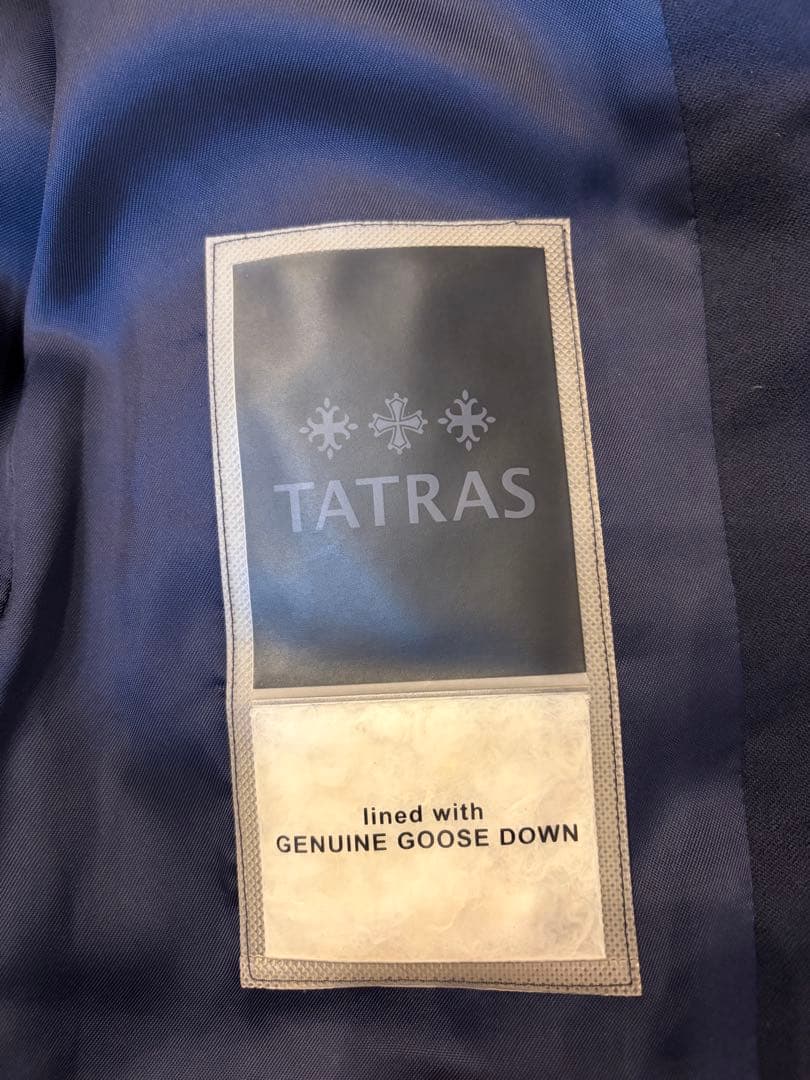 TATRAS
lined with
GENUINE GOOSE DOWN